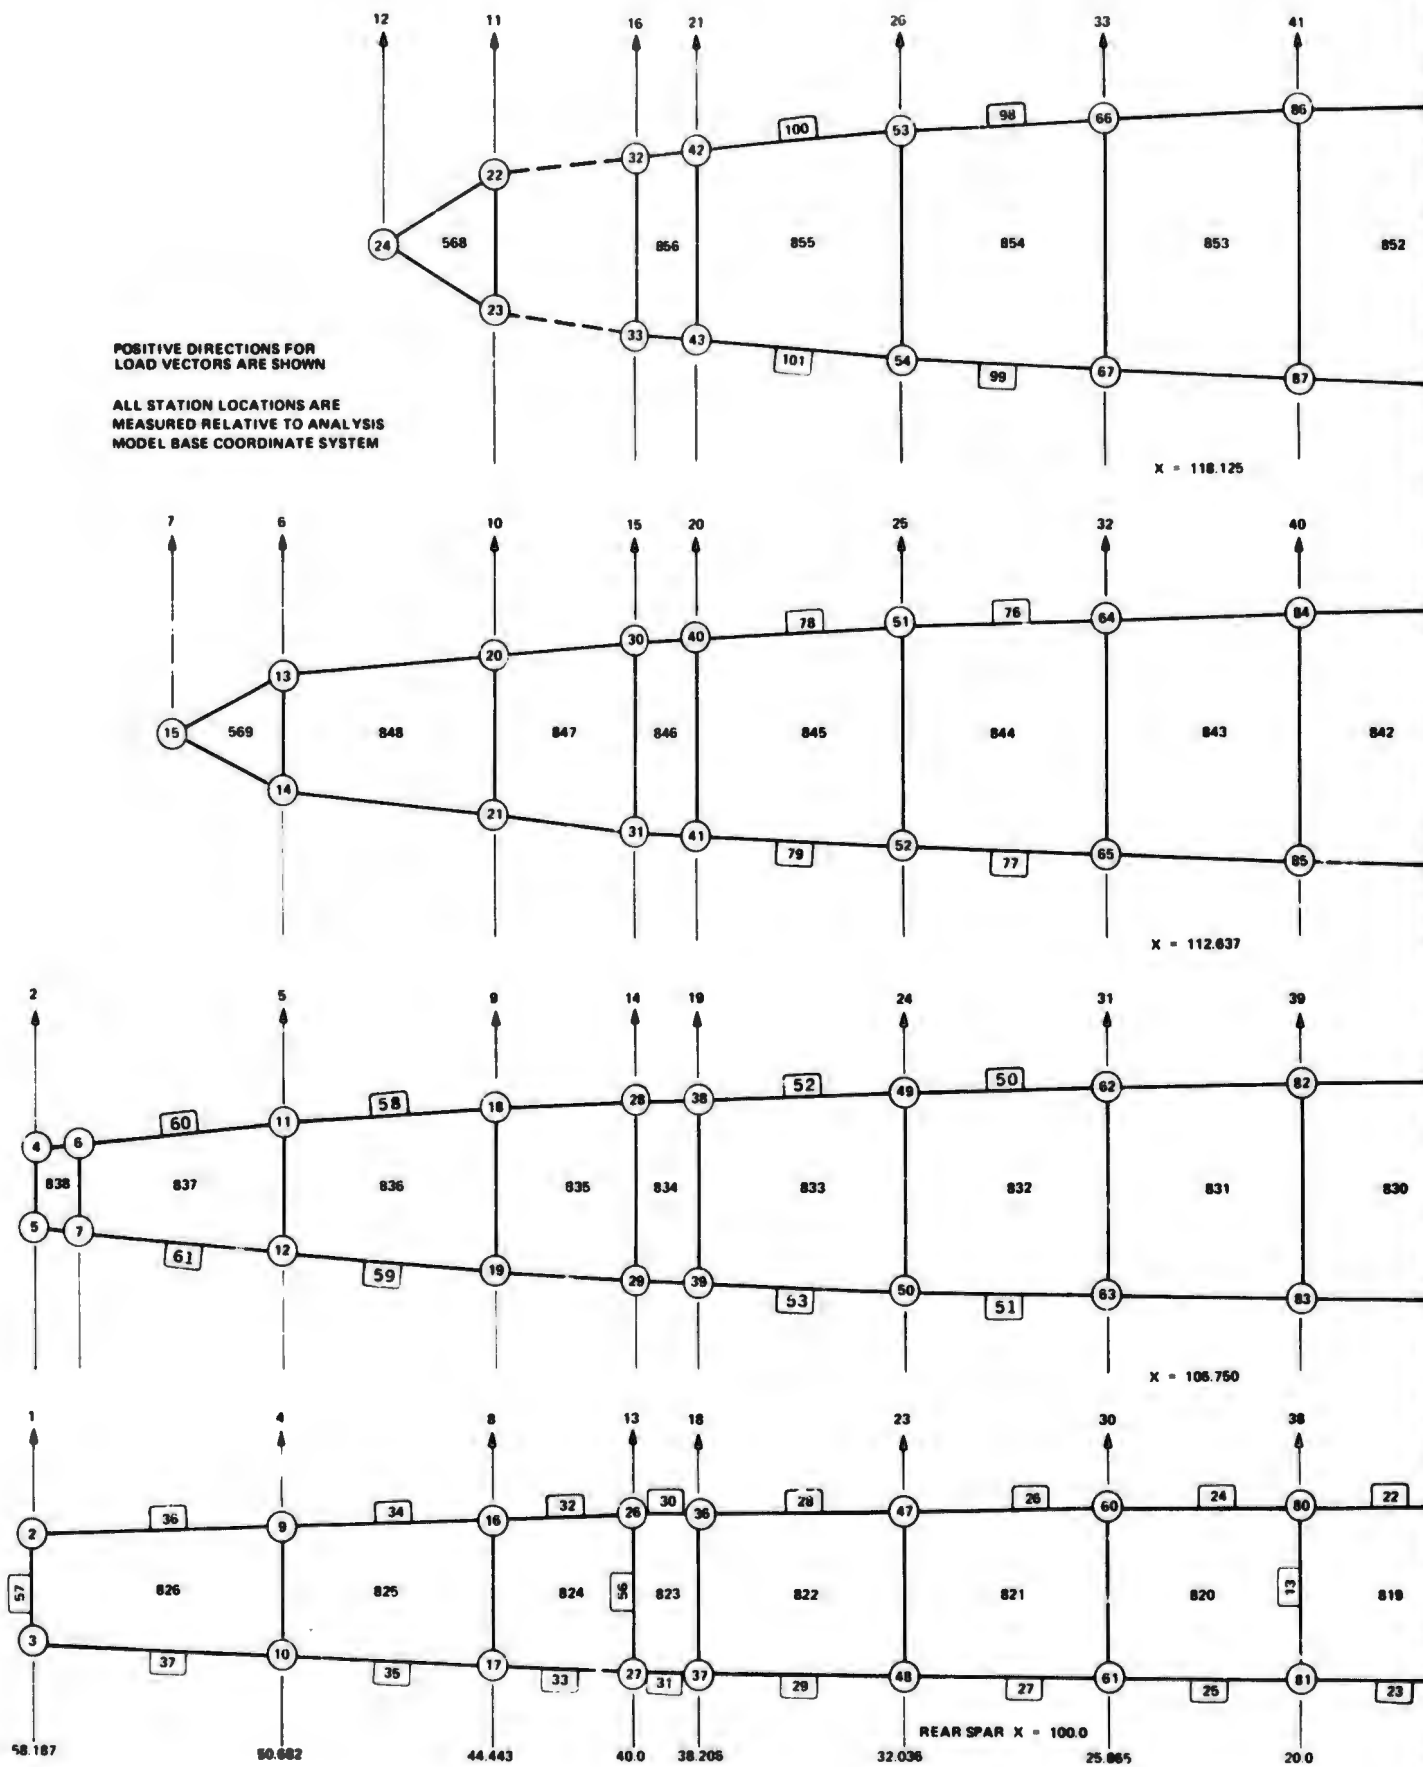 12 11 16 21 26 33 41
100 98
53 66 86
22 32 42
24 568 856 855 854 853 852
23 33 43 54 67 87
101 99
POSITIVE DIRECTIONS FOR
LOAD VECTORS ARE SHOWN
ALL STATION LOCATIONS ARE
MEASURED RELATIVE TO ANALYSIS
MODEL BASE COORDINATE SYSTEM
X = 118.125
7 6 10 15 20 25 32 40
78 76
13 20 30 40 51 64 84
15 569 848 847 846 845 844 843 842
14 21 31 41 52 65 85
79 77
X = 112.637
2 5 9 14 19 24 31 39
60 58 52 50
4 6 11 18 28 38 49 62 82
838 837 836 835 834 833 832 831 830
5 7 12 19 29 39 50 63 83
61 59 53 51
X = 105.750
1 4 8 13 18 23 30 38
36 34 32 30 28 26 24 22
2 9 16 26 36 47 60 80
57 826 825 824 56 823 822 821 820 13 819
3 10 17 27 37 48 61 81
37 35 33 31 29 27 25 23
REAR SPAR X = 100.0
58.187 50.682 44.443 40.0 38.206 32.036 25.865 20.0